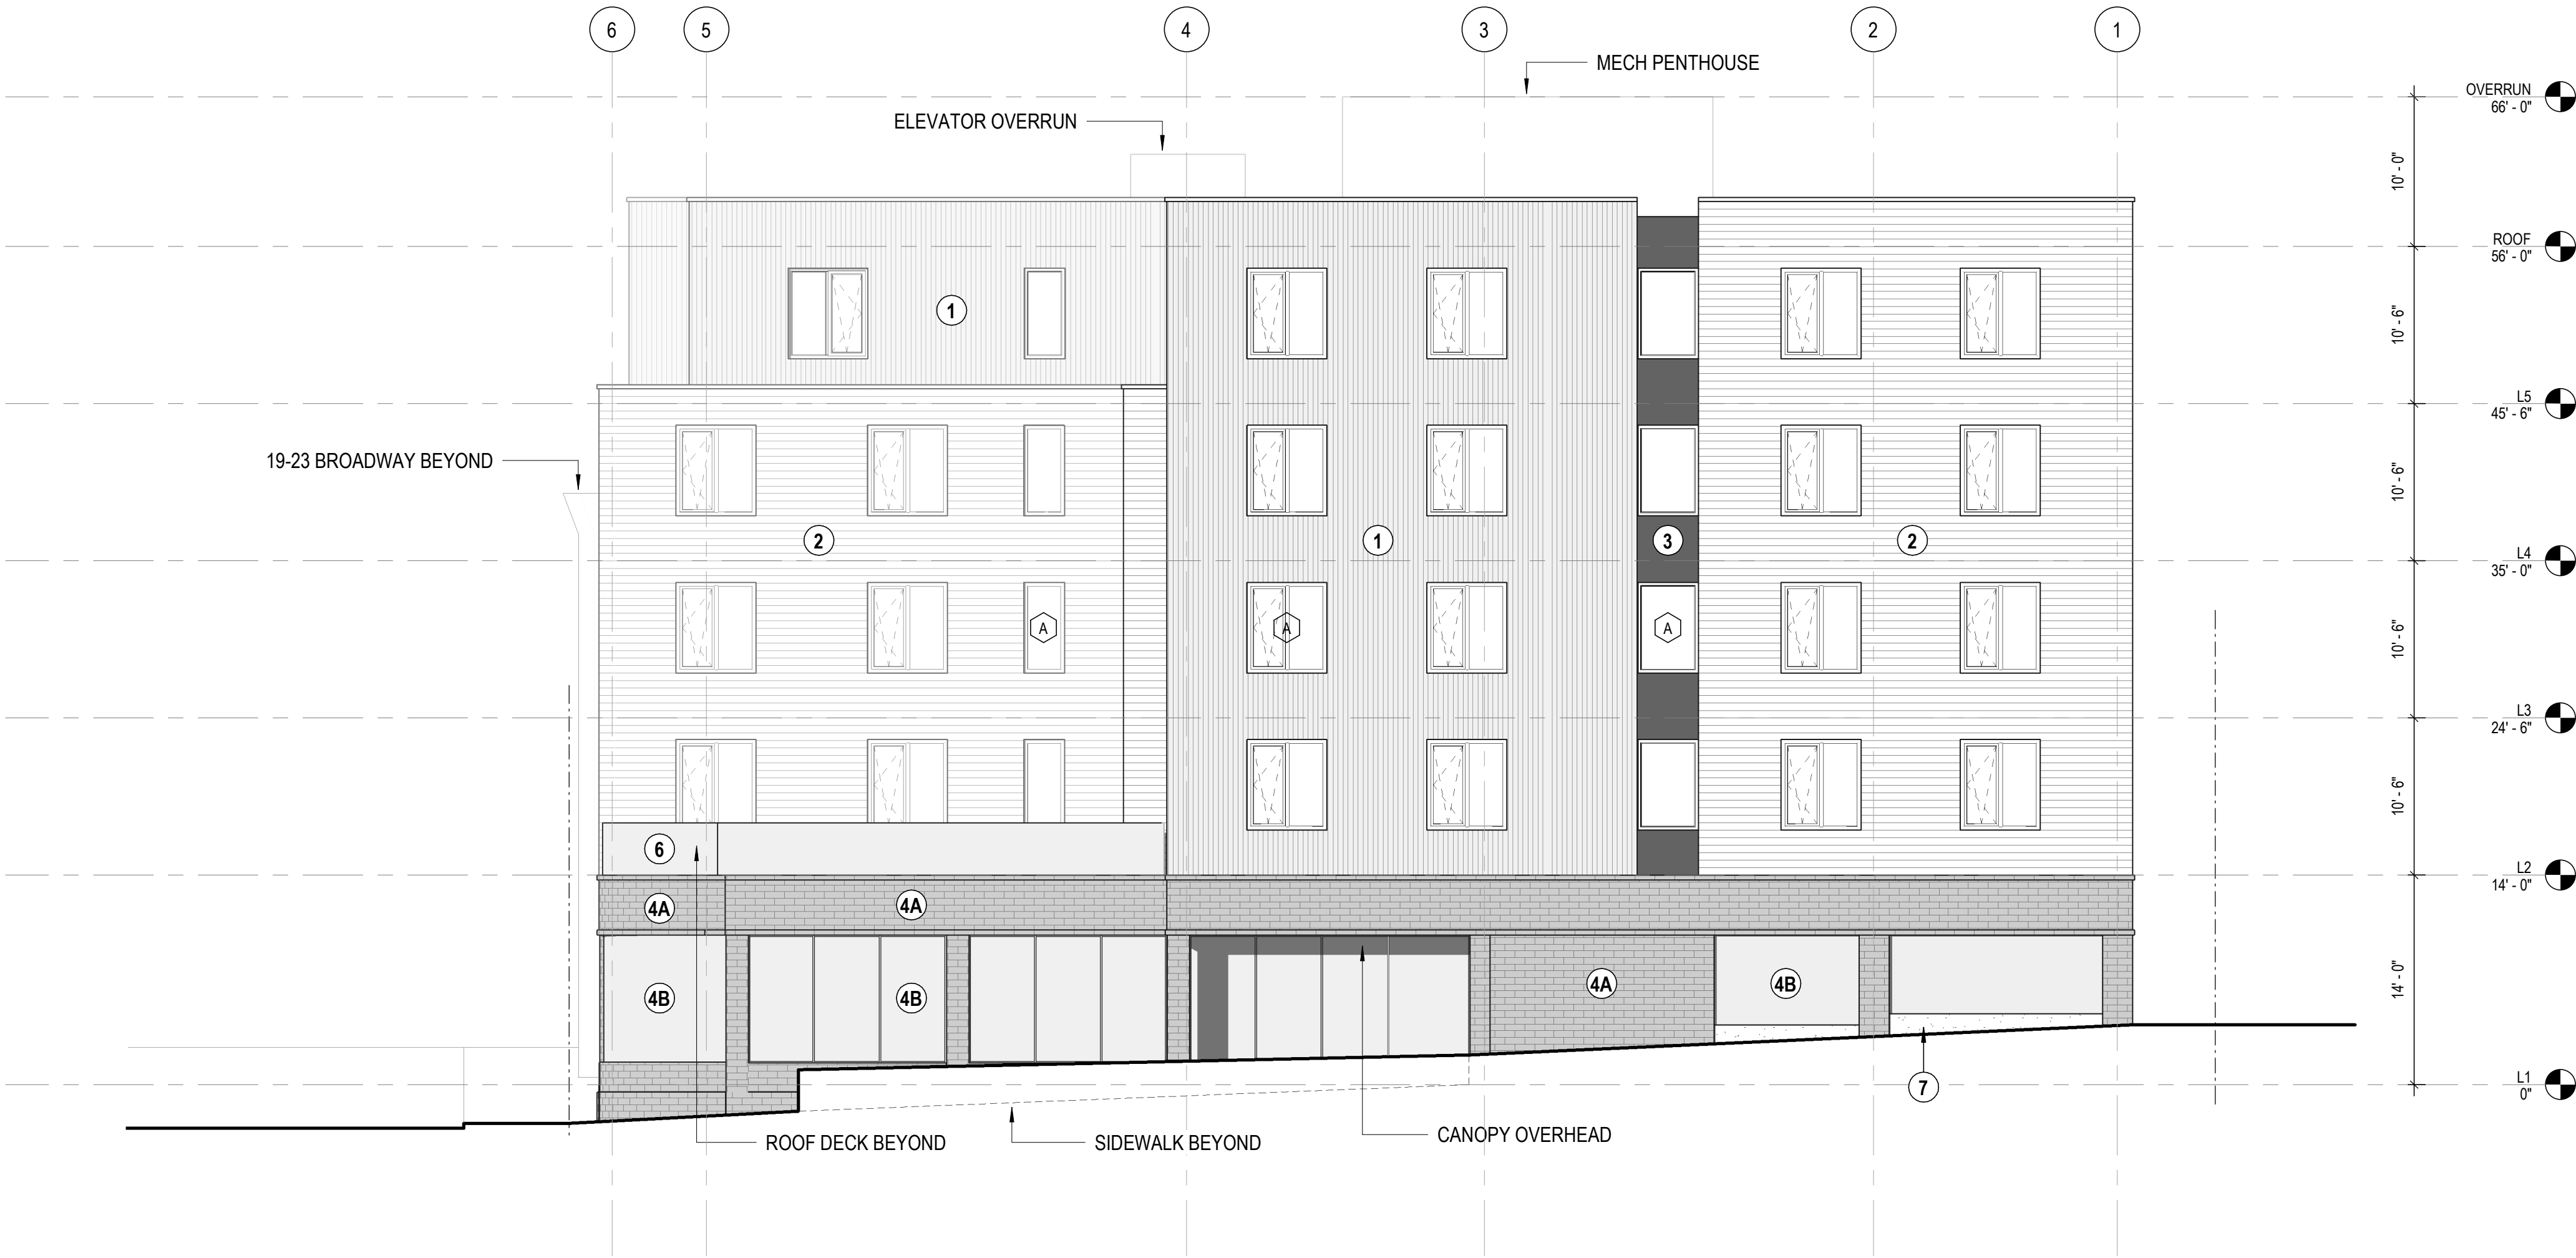 6
5
4
3
2
1
MECH PENTHOUSE
OVERRUN
66' - 0"
ELEVATOR OVERRUN
10' - 0"
ROOF
56' - 0"
1
10' - 6"
L5
45' - 6"
19-23 BROADWAY BEYOND
10' - 6"
2
1
3
2
L4
35' - 0"
A
A
A
10' - 6"
L3
24' - 6"
10' - 6"
6
L2
14' - 0"
4A
4A
4B
4B
4A
4B
14' - 0"
7
L1
0"
ROOF DECK BEYOND
SIDEWALK BEYOND
CANOPY OVERHEAD